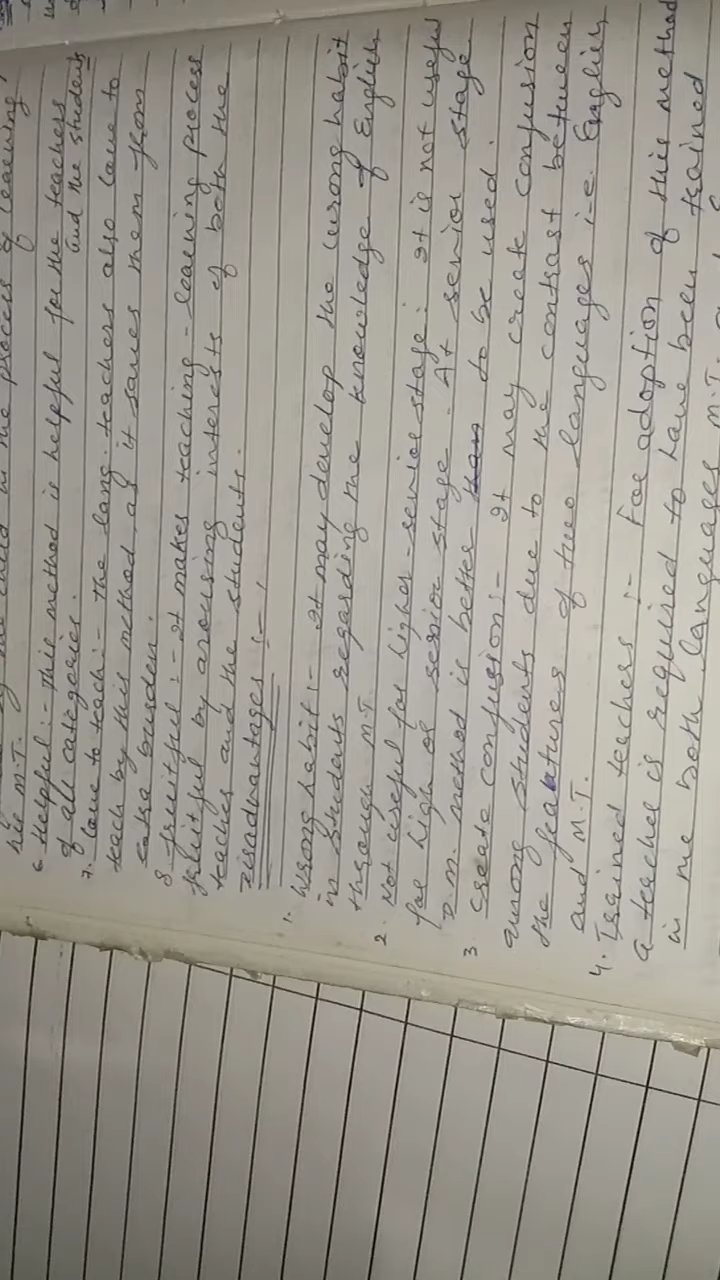 the process of learning
his M.T.
6. Helpful :- This method is helpful for the teachers
of all categories. and the students
7. Love to teach :- The lang. teachers also love to
teach by this method as it saves them from
extra burden.
8. fruitful :- It makes teaching-learning process
fruitful by arousing interests of both the
teacher and the students.
Disadvantages :-
1. Wrong habit :- It may develop the wrong habit
in students regarding the knowledge of English
through M.T.
2. Not useful for higher-senior stage : It is not useful
for high or senior stage. At senior stage
D.M. method is better to be used.
3 Create confusion :- It may create confusion
among students due to the contrast between
the features of two languages i.e. English
and M.T.
4. Trained teachers :- For adoption of this method
a teacher is required to have been trained
in the both languages M.T.